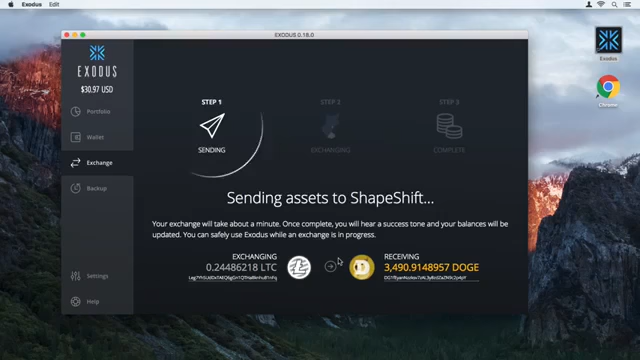 Exodus Edit
EXODUS 0.18.0
EXODUS
$30.97 USD
Portfolio
Wallet
Exchange
Backup
Settings
Help
STEP 1
SENDING
STEP 2
EXCHANGING
STEP 3
COMPLETE
Sending assets to ShapeShift...
Your exchange will take about a minute. Once complete, you will hear a success tone and your balances will be
updated. You can safely use Exodus while an exchange is in progress.
EXCHANGING
0.24486218 LTC
RECEIVING
3,490.9148957 DOGE
Exodus
Chrome